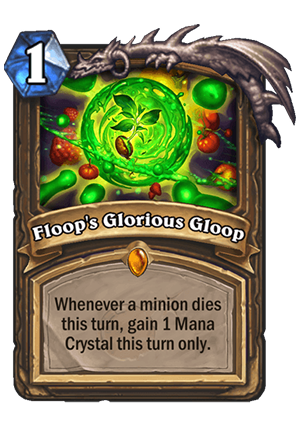 1
Floop's Glorious Gloop
Whenever a minion dies
this turn, gain 1 Mana
Crystal this turn only.